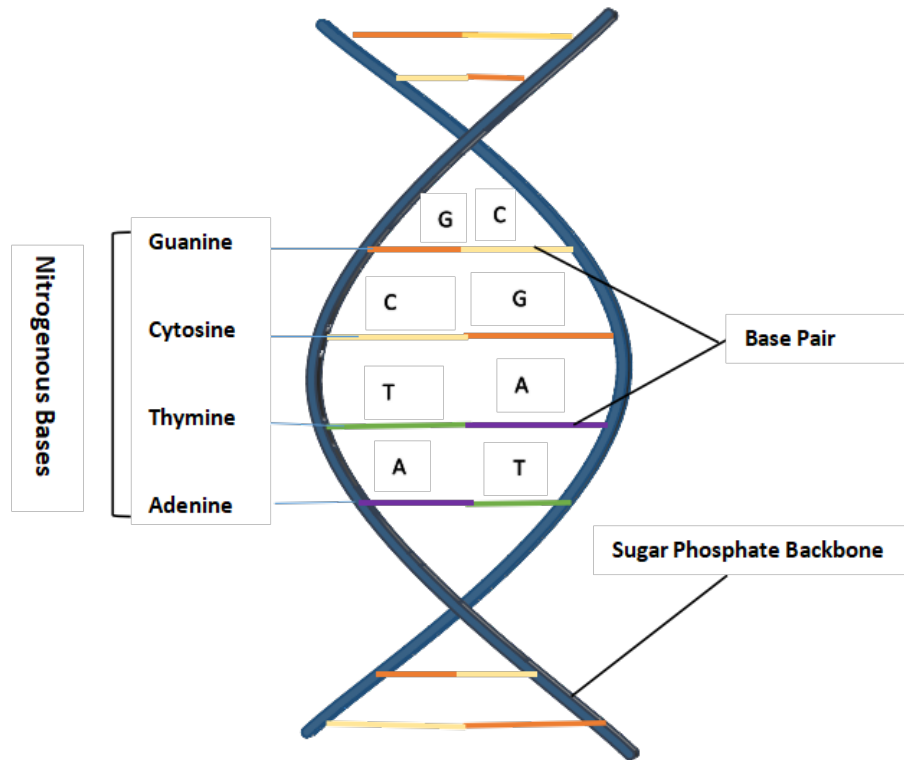 Nitrogenous Bases
Guanine
Cytosine
Thymine
Adenine
G C
C G
T A
A T
Base Pair
Sugar Phosphate Backbone